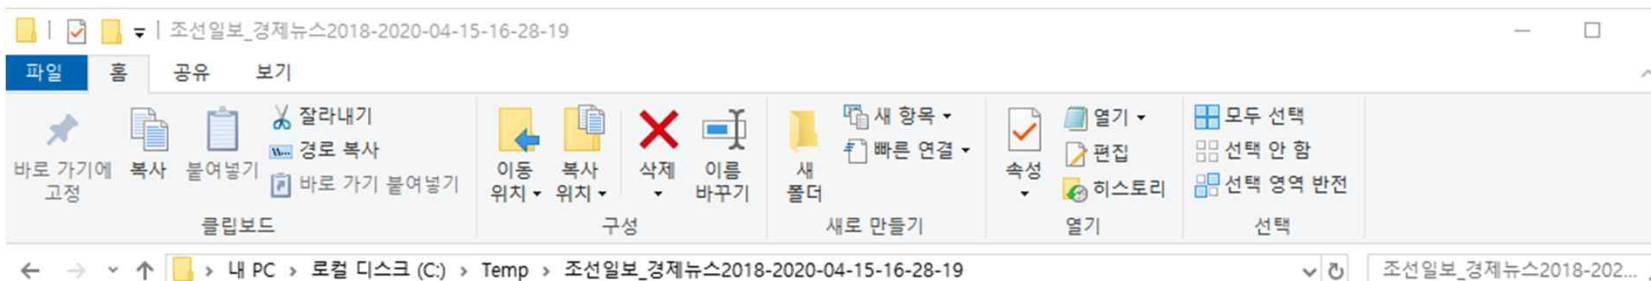 조선일보_경제뉴스2018-2020-04-15-16-28-19
파일 홈 공유 보기
바로 가기에 고정
복사
붙여넣기
잘라내기
경로 복사
바로 가기 붙여넣기
클립보드
이동 위치
복사 위치
삭제
이름 바꾸기
구성
새 폴더
새 항목
빠른 연결
새로 만들기
속성
열기
편집
히스토리
열기
모두 선택
선택 안 함
선택 영역 반전
선택
내 PC › 로컬 디스크 (C:) › Temp › 조선일보_경제뉴스2018-2020-04-15-16-28-19
조선일보_경제뉴스2018-202...